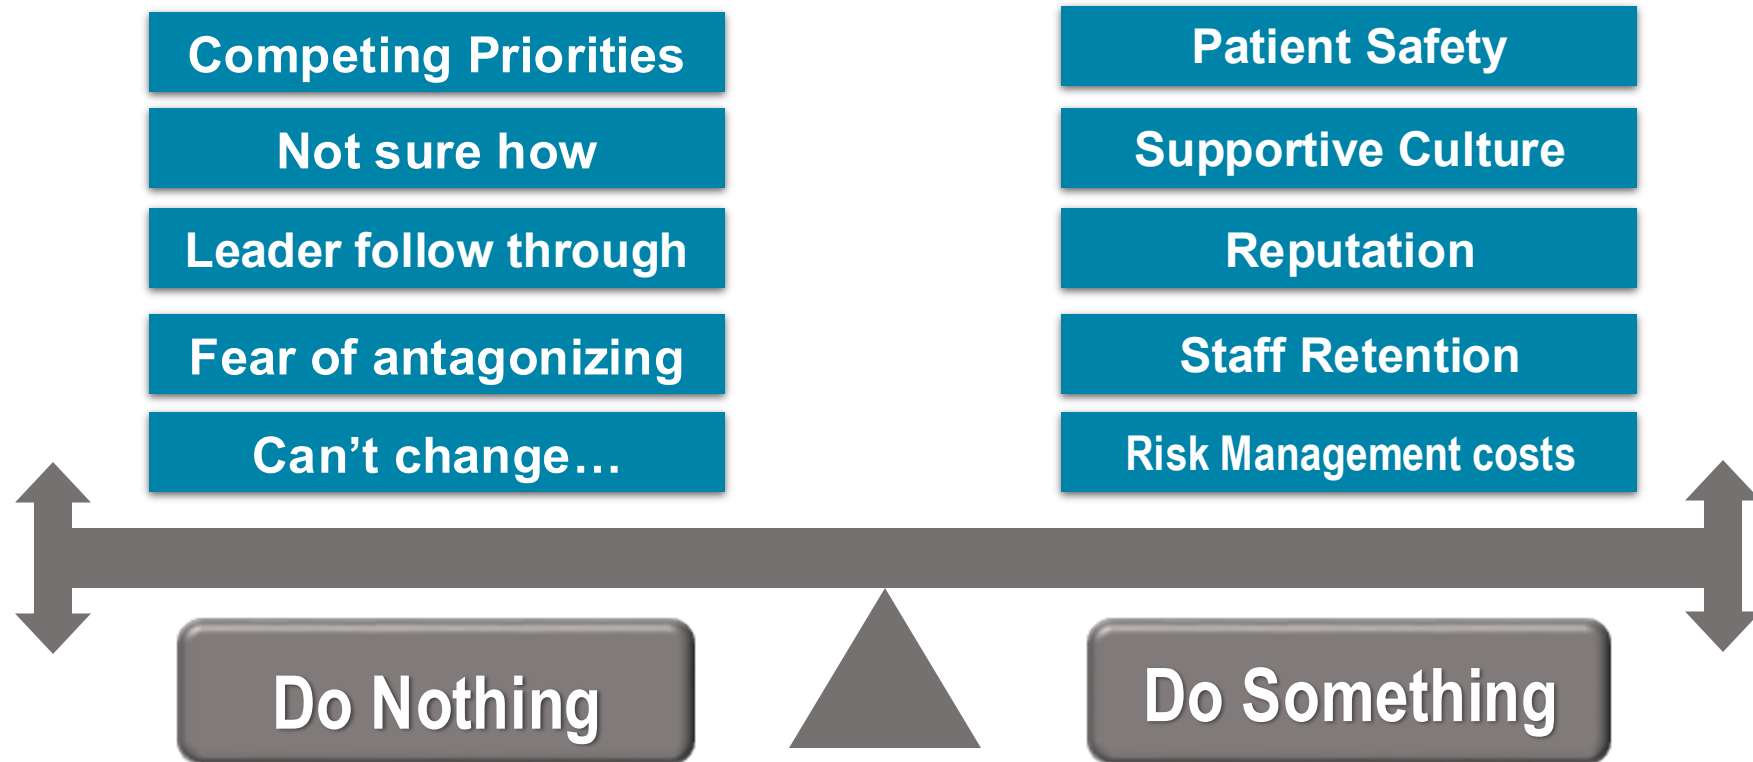 Competing Priorities
Not sure how
Leader follow through
Fear of antagonizing
Can’t change…
Do Nothing
Patient Safety
Supportive Culture
Reputation
Staff Retention
Risk Management costs
Do Something